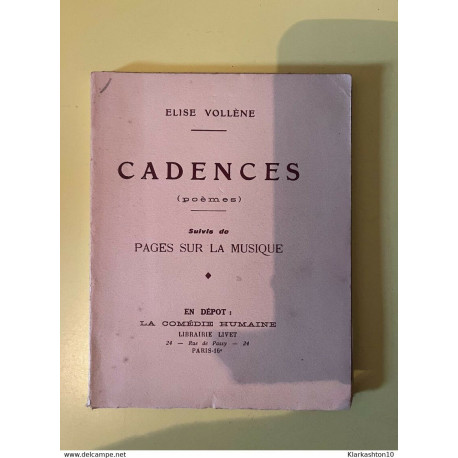 ELISE VOLLÈNE
CADENCES
(poèmes)
Suivis de
PAGES SUR LA MUSIQUE
EN DÉPOT :
LA COMÉDIE HUMAINE
LIBRAIRIE LIVET
24 — Rue de Passy — 24
PARIS-16e
www.delcampe.net
Klarkashton10